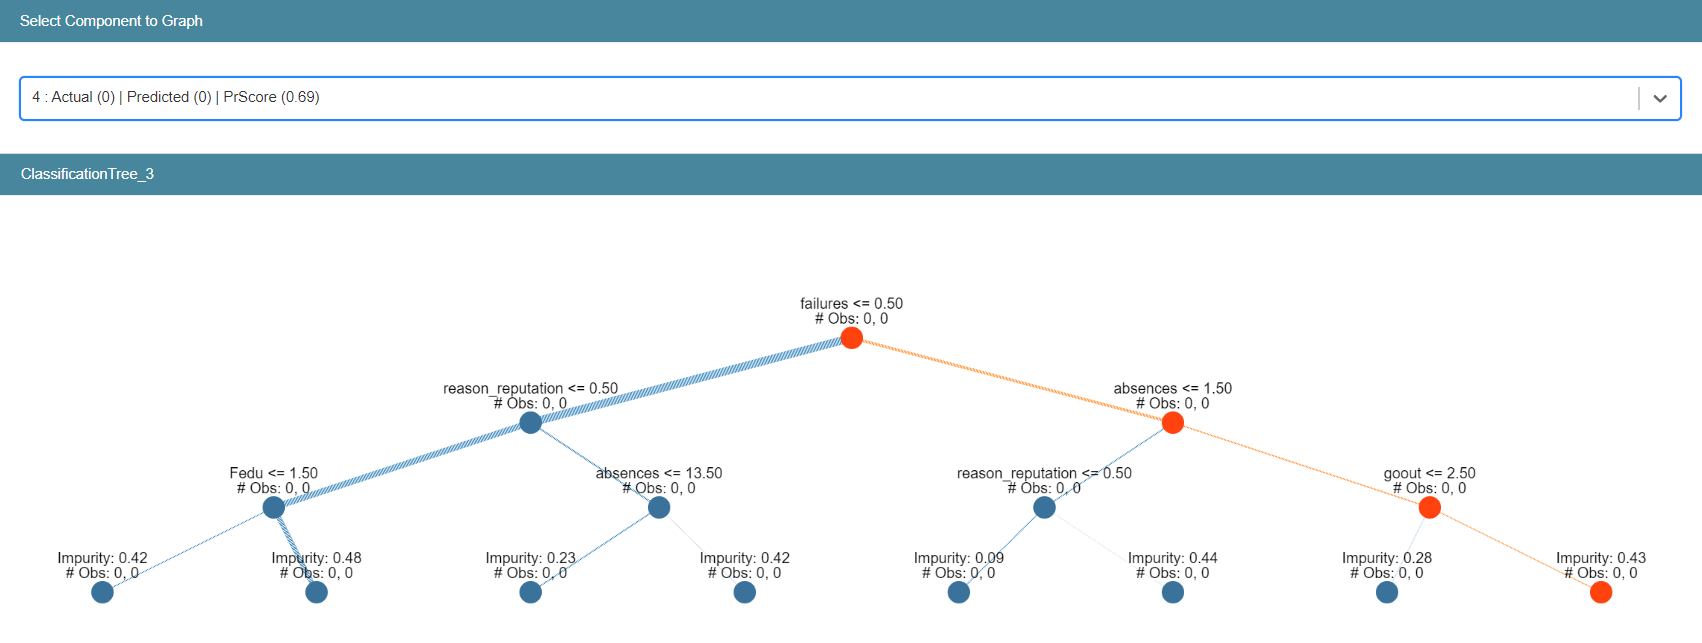 Select Component to Graph
4 : Actual (0) | Predicted (0) | PrScore (0.69)
ClassificationTree_3
failures <= 0.50
# Obs: 0, 0
reason_reputation <= 0.50
# Obs: 0, 0
absences <= 1.50
# Obs: 0, 0
Fedu <= 1.50
# Obs: 0, 0
absences <= 13.50
# Obs: 0, 0
reason_reputation <= 0.50
# Obs: 0, 0
goout <= 2.50
# Obs: 0, 0
Impurity: 0.42
# Obs: 0, 0
Impurity: 0.48
# Obs: 0, 0
Impurity: 0.23
# Obs: 0, 0
Impurity: 0.42
# Obs: 0, 0
Impurity: 0.09
# Obs: 0, 0
Impurity: 0.44
# Obs: 0, 0
Impurity: 0.28
# Obs: 0, 0
Impurity: 0.43
# Obs: 0, 0